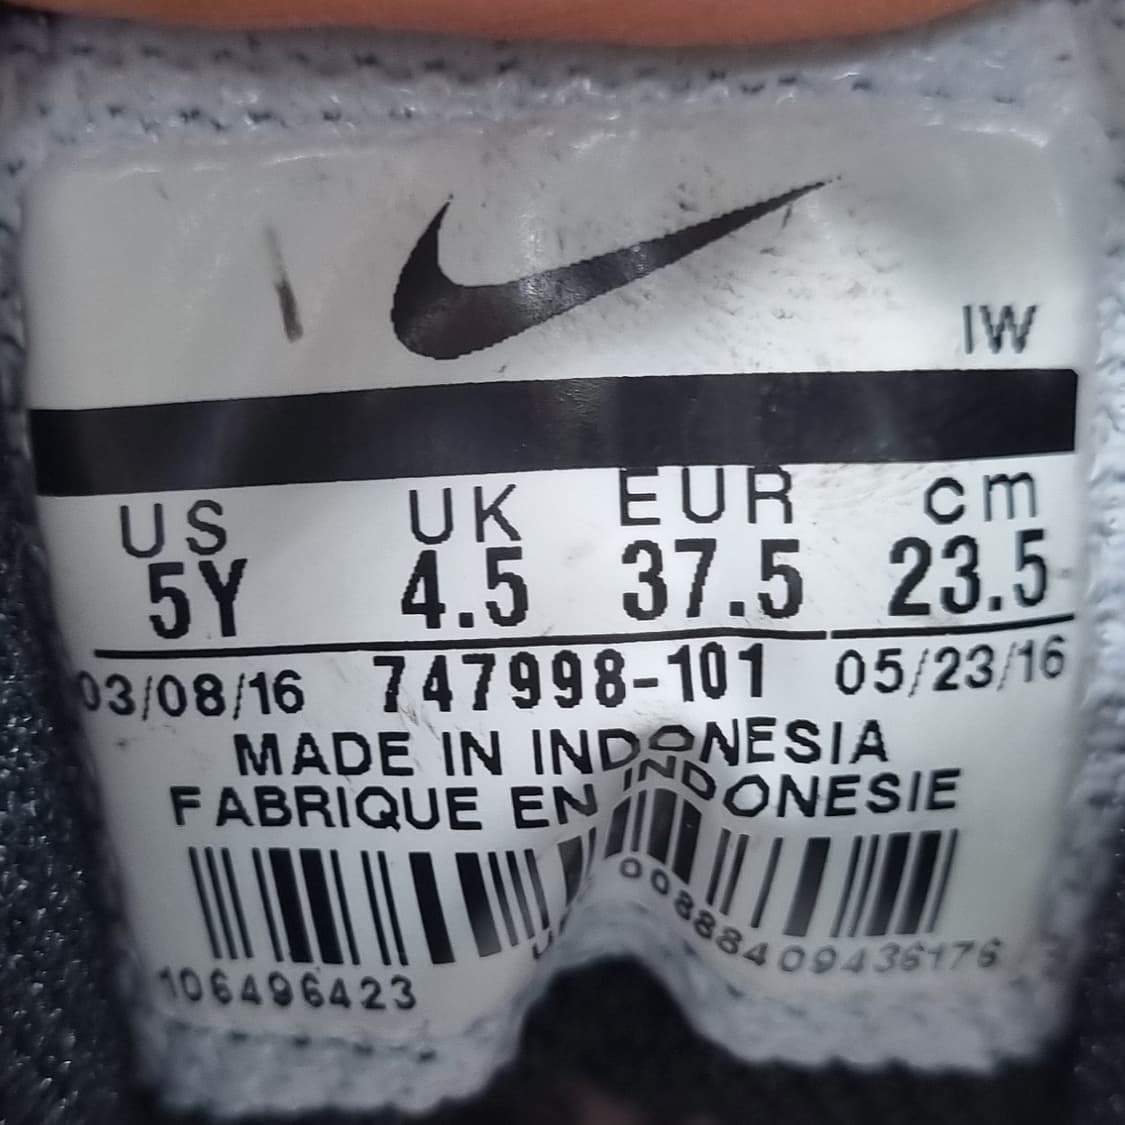 IW
US UK EUR cm
5Y 4.5 37.5 23.5
03/08/16 747998-101 05/23/16
MADE IN INDONESIA
FABRIQUE EN INDONESIE
106496423 00888409436176